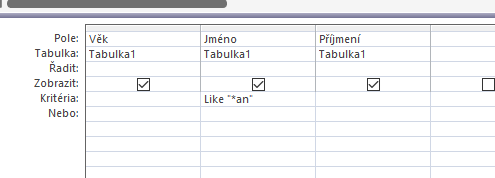 Pole: Věk Jméno Příjmení
Tabulka: Tabulka1 Tabulka1 Tabulka1
Řadit:
Zobrazit:
Kritéria: Like "*an"
Nebo: